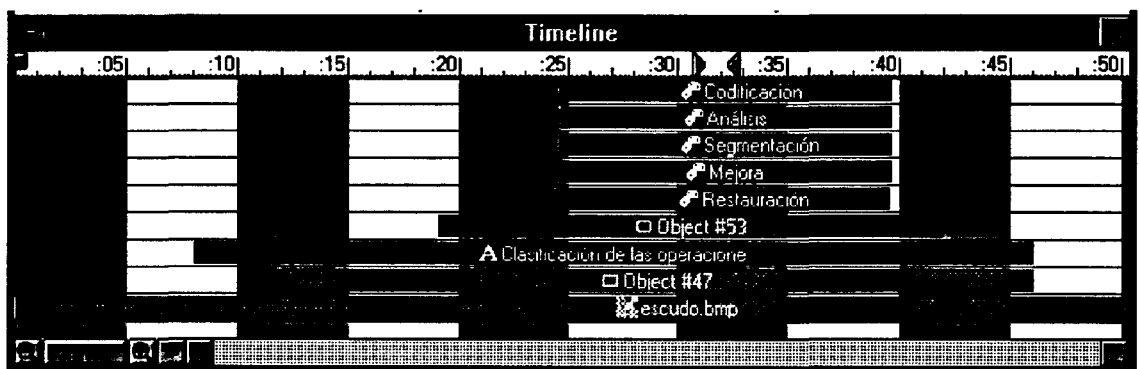 Timeline
:05 :10 :15 :20 :25 :30 :35 :40 :45 :50
Codificación
Análisis
Segmentación
Mejora
Restauración
Object #53
A Clasificación de las operacione
Object #47
escudo.bmp